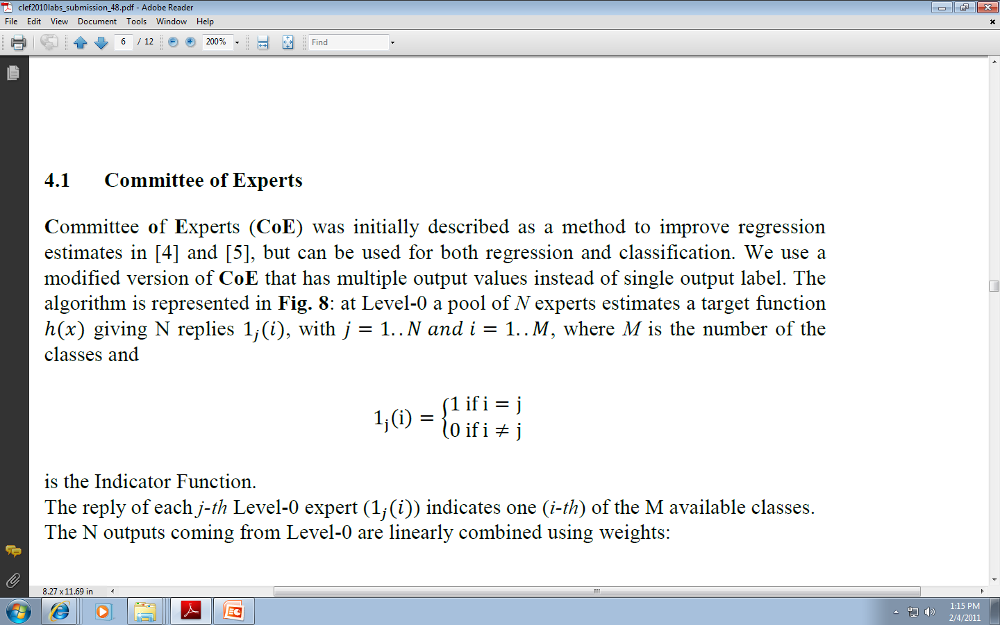 clef2010labs_submission_48.pdf - Adobe Reader
File Edit View Document Tools Window Help
6 / 12 200% Find
4.1 Committee of Experts
Committee of Experts (CoE) was initially described as a method to improve regression
estimates in [4] and [5], but can be used for both regression and classification. We use a
modified version of CoE that has multiple output values instead of single output label. The
algorithm is represented in Fig. 8: at Level-0 a pool of N experts estimates a target function
h(x) giving N replies 1ⱼ(i), with j = 1..N and i = 1..M, where M is the number of the
classes and
1ⱼ(i) = {1 if i = j
0 if i ≠ j
is the Indicator Function.
The reply of each j-th Level-0 expert (1ⱼ(i)) indicates one (i-th) of the M available classes.
The N outputs coming from Level-0 are linearly combined using weights:
8.27 x 11.69 in
1:15 PM
2/4/2011